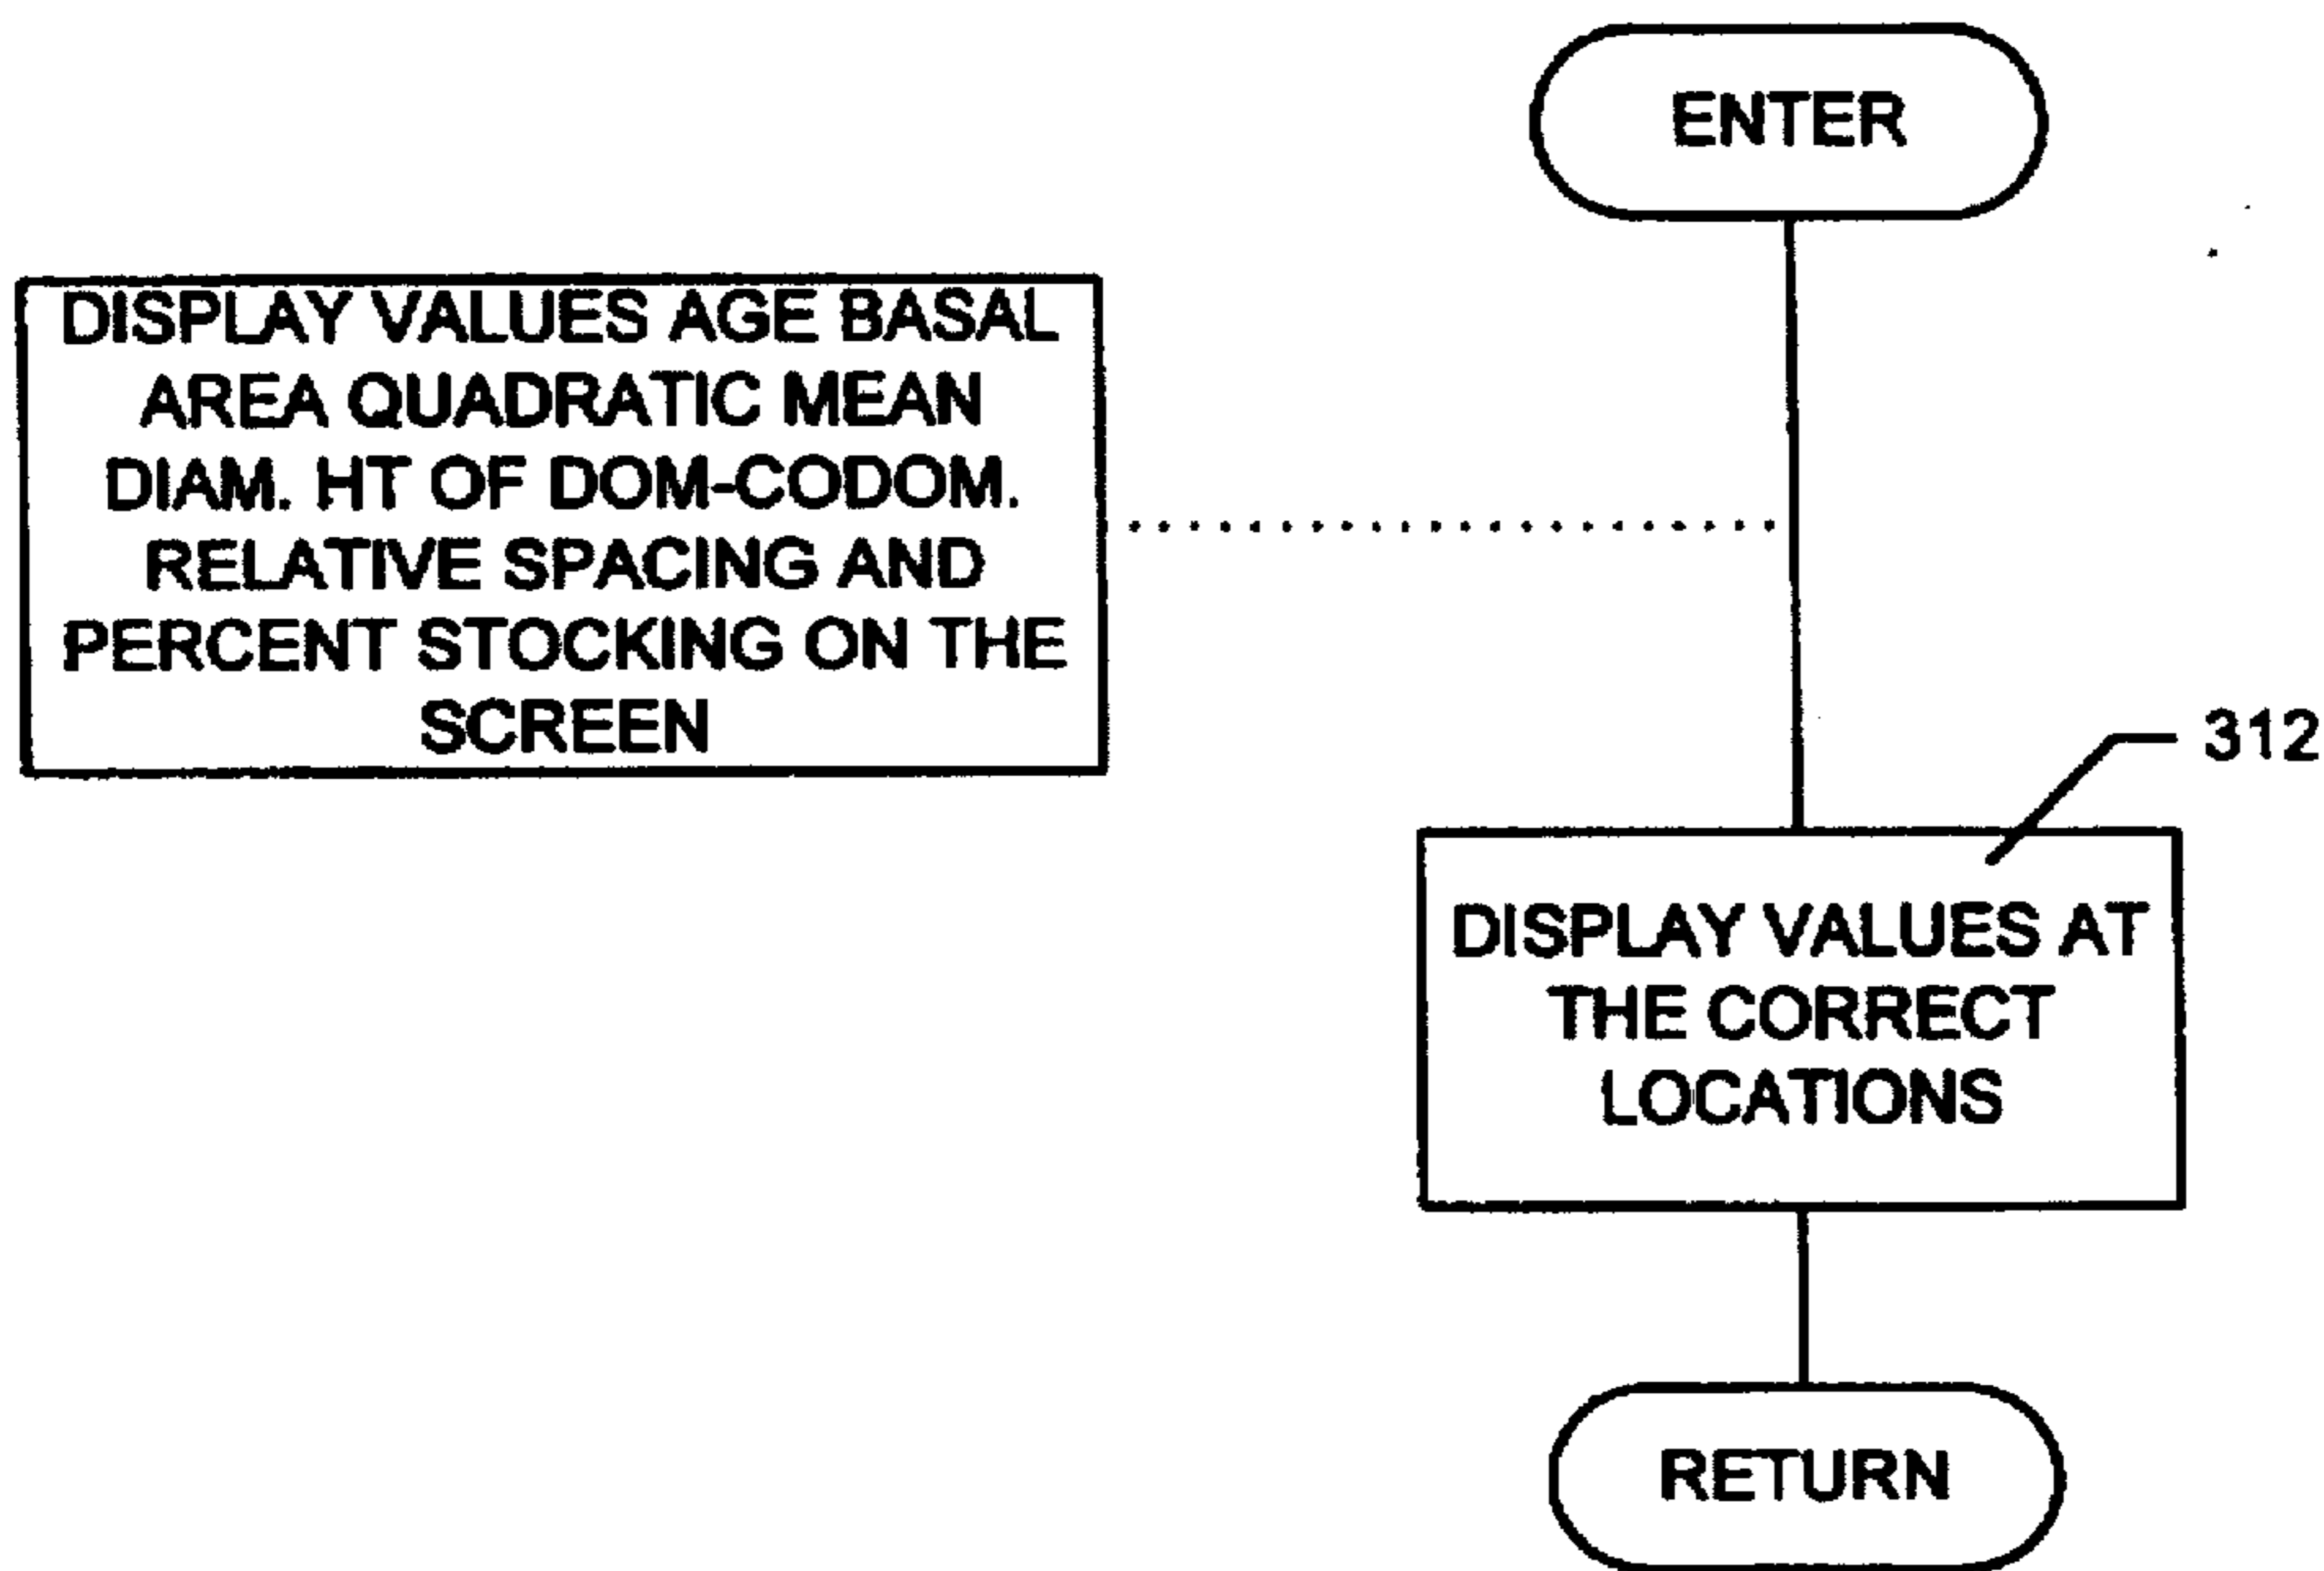 ENTER
DISPLAY VALUES AGE BASAL
AREA QUADRATIC MEAN
DIAM. HT OF DOM-CODOM.
RELATIVE SPACING AND
PERCENT STOCKING ON THE
SCREEN
312
DISPLAY VALUES AT
THE CORRECT
LOCATIONS
RETURN